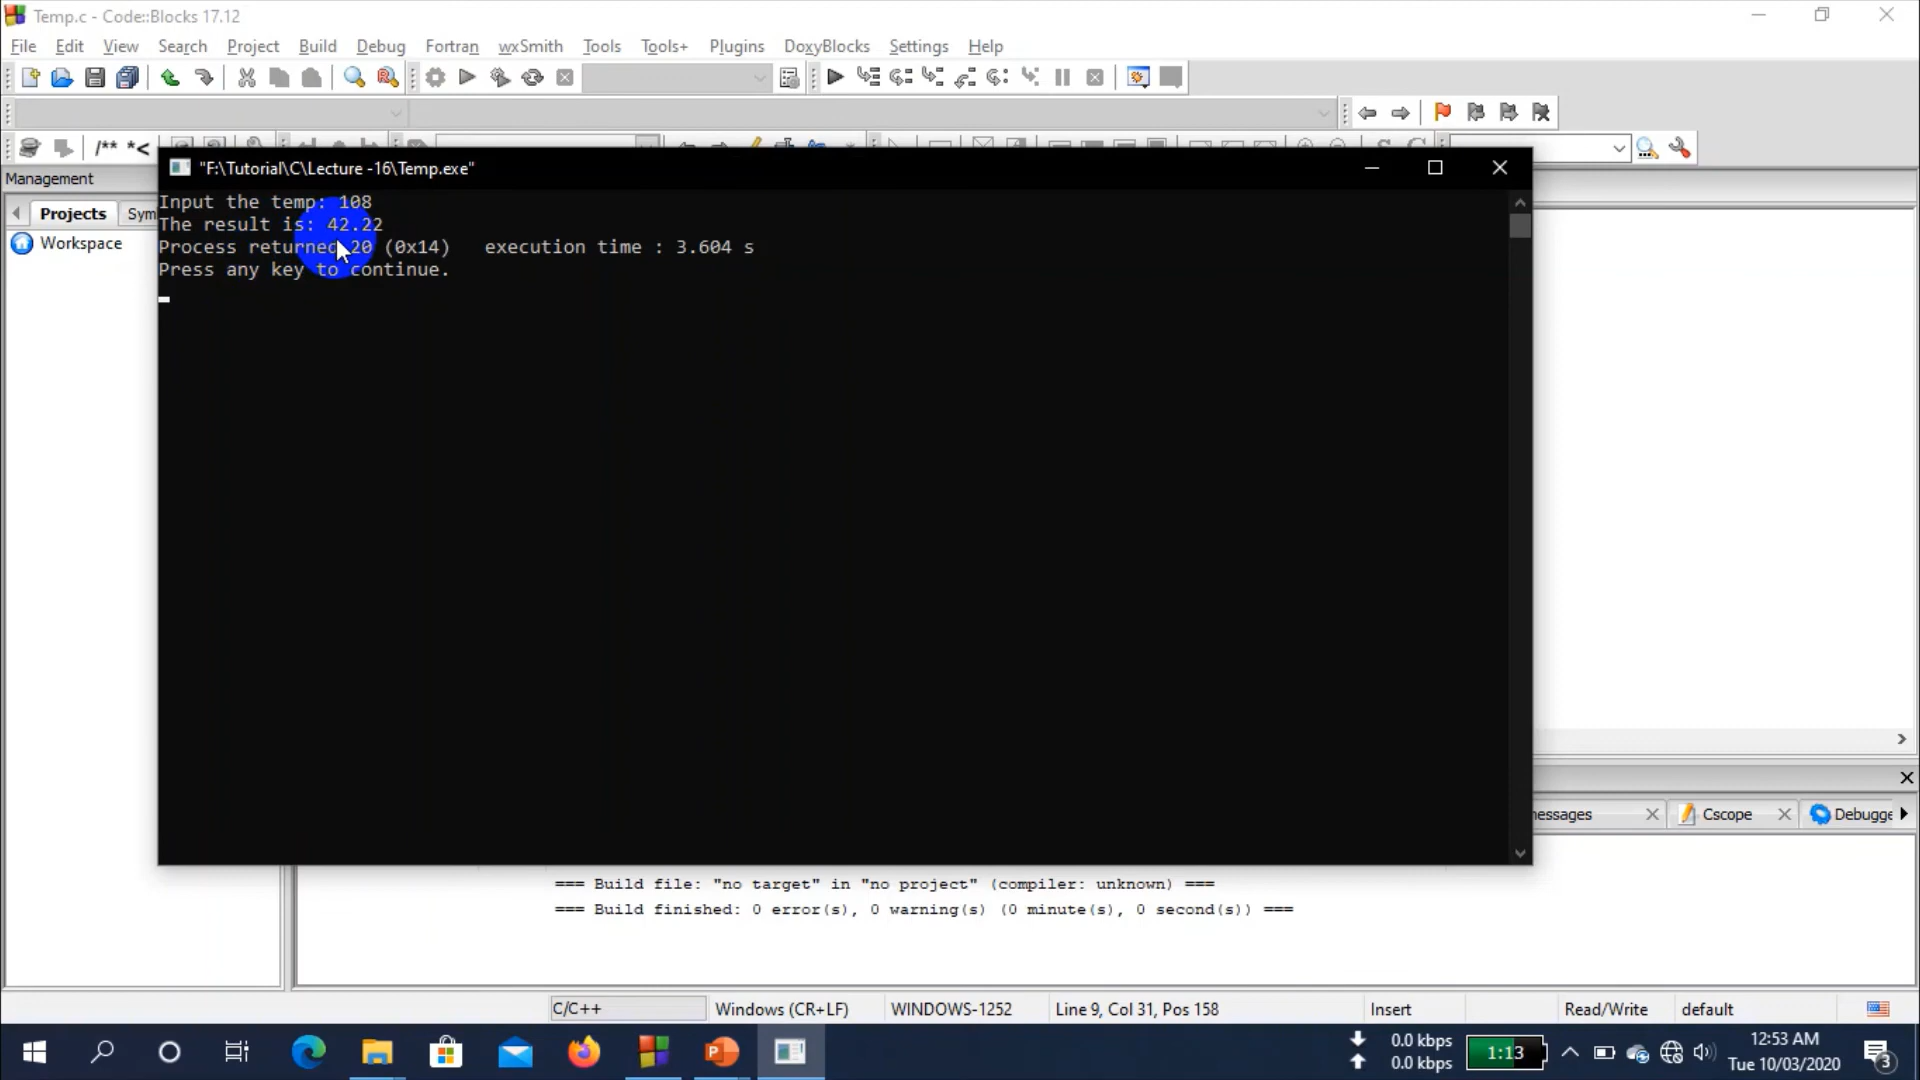 Temp.c - Code::Blocks 17.12
File Edit View Search Project Build Debug Fortran wxSmith Tools Tools+ Plugins DoxyBlocks Settings Help
/** *<
Management
"F:\Tutorial\C\Lecture -16\Temp.exe"
Projects
Workspace
Input the temp: 108
The result is: 42.22
Process returned 20 (0x14)   execution time : 3.604 s
Press any key to continue.
Cscope
=== Build file: "no target" in "no project" (compiler: unknown) ===
=== Build finished: 0 error(s), 0 warning(s) (0 minute(s), 0 second(s)) ===
C/C++ Windows (CR+LF) WINDOWS-1252 Line 9, Col 31, Pos 158 Insert Read/Write default
0.0 kbps
0.0 kbps
1:13
12:53 AM
Tue 10/03/2020
3